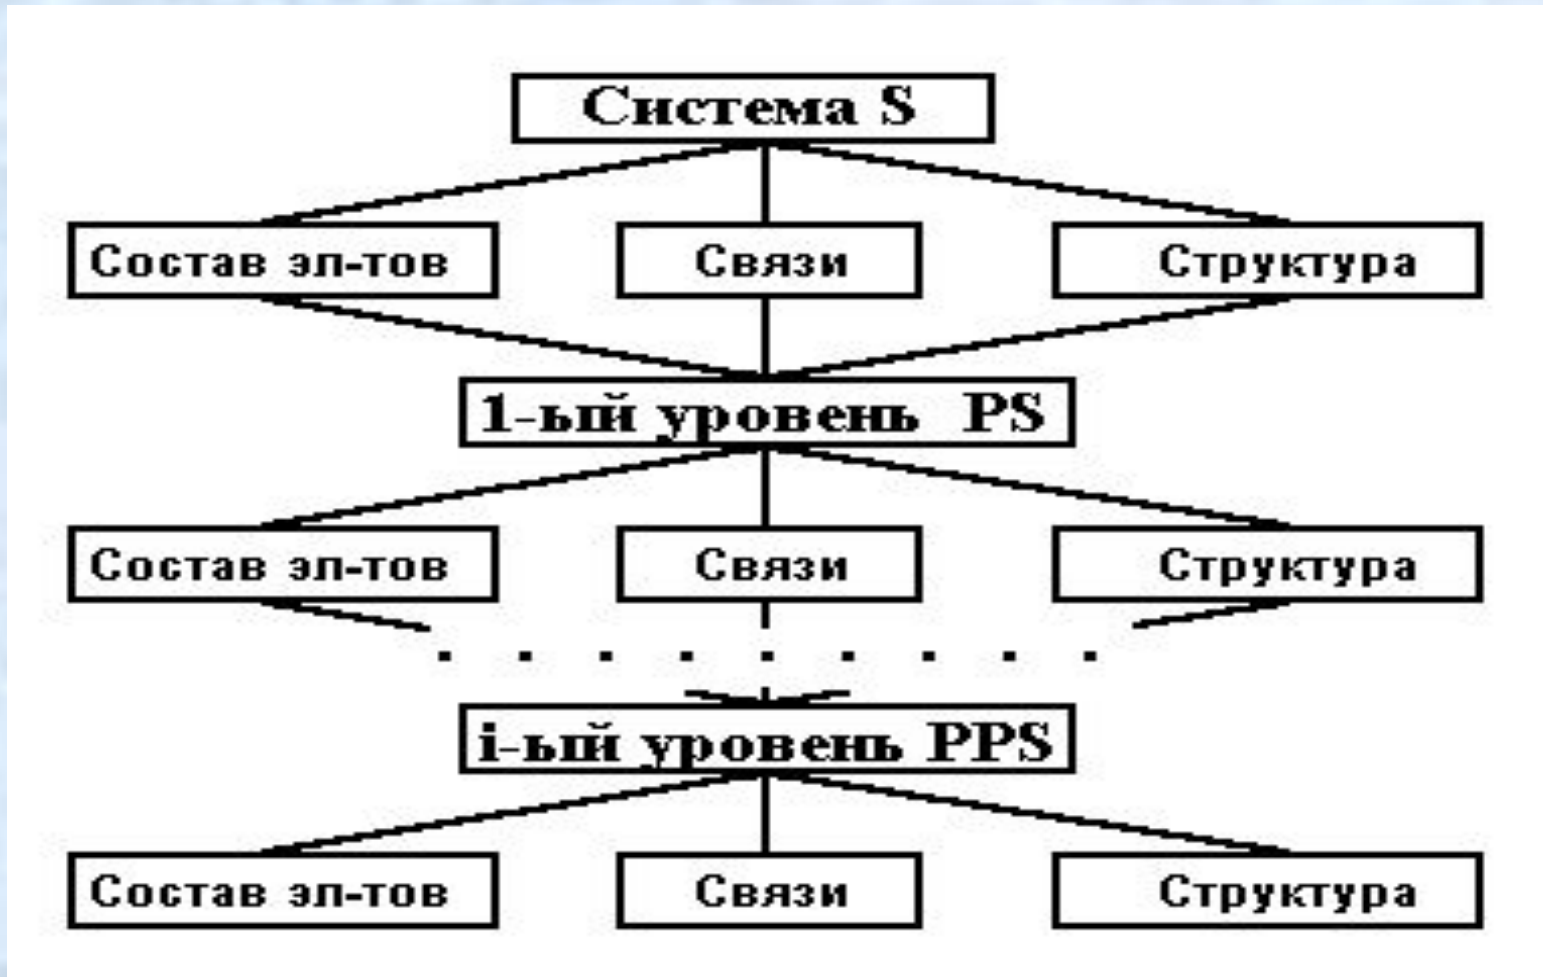 Система S
Состав эл-тов Связи Структура
1-ый уровень PS
Состав эл-тов Связи Структура
. . . . . . . . .
i-ый уровень PPS
Состав эл-тов Связи Структура